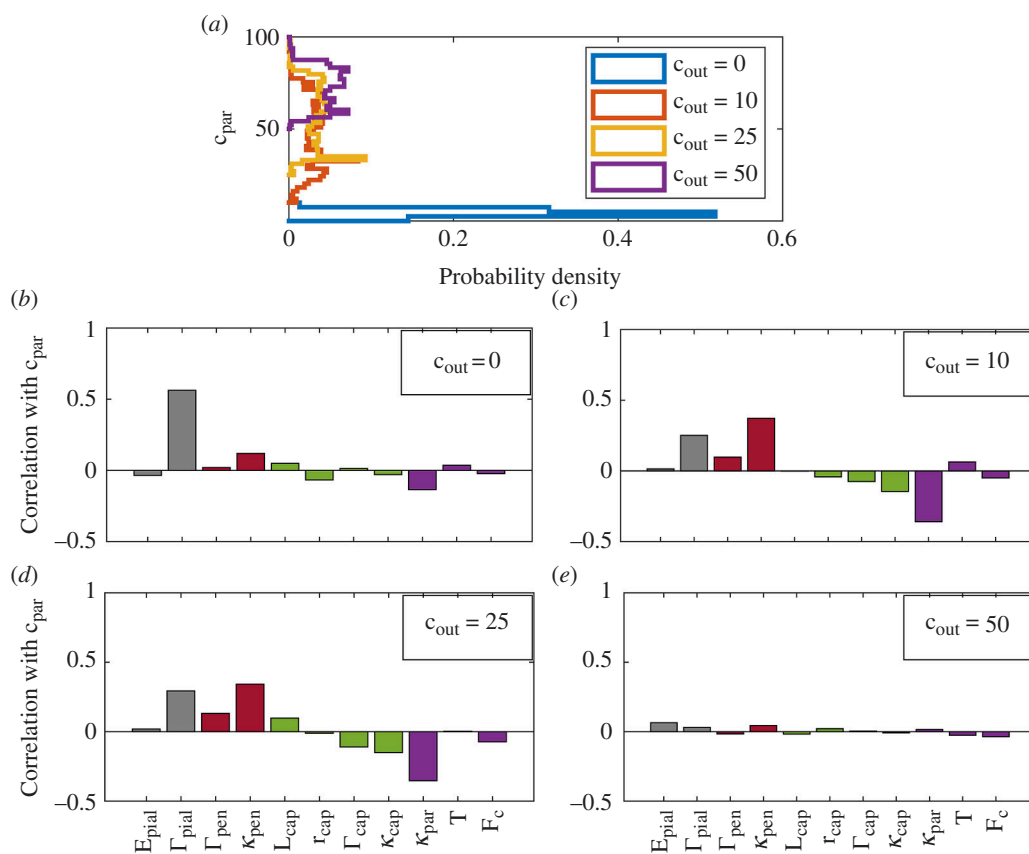 (a)
100
50
c_par
0
0.2
0.4
0.6
Probability density
c_out = 0
c_out = 10
c_out = 25
c_out = 50
(b)
1
0.5
0
–0.5
Correlation with c_par
c_out = 0
(c)
1
0.5
0
–0.5
c_out = 10
(d)
1
0.5
0
–0.5
Correlation with c_par
c_out = 25
E_pial
Γ_pial
Γ_pen
κ_pen
L_cap
r_cap
Γ_cap
κ_cap
κ_par
T
F_c
(e)
1
0.5
0
–0.5
c_out = 50
E_pial
Γ_pial
Γ_pen
κ_pen
L_cap
r_cap
Γ_cap
κ_cap
κ_par
T
F_c